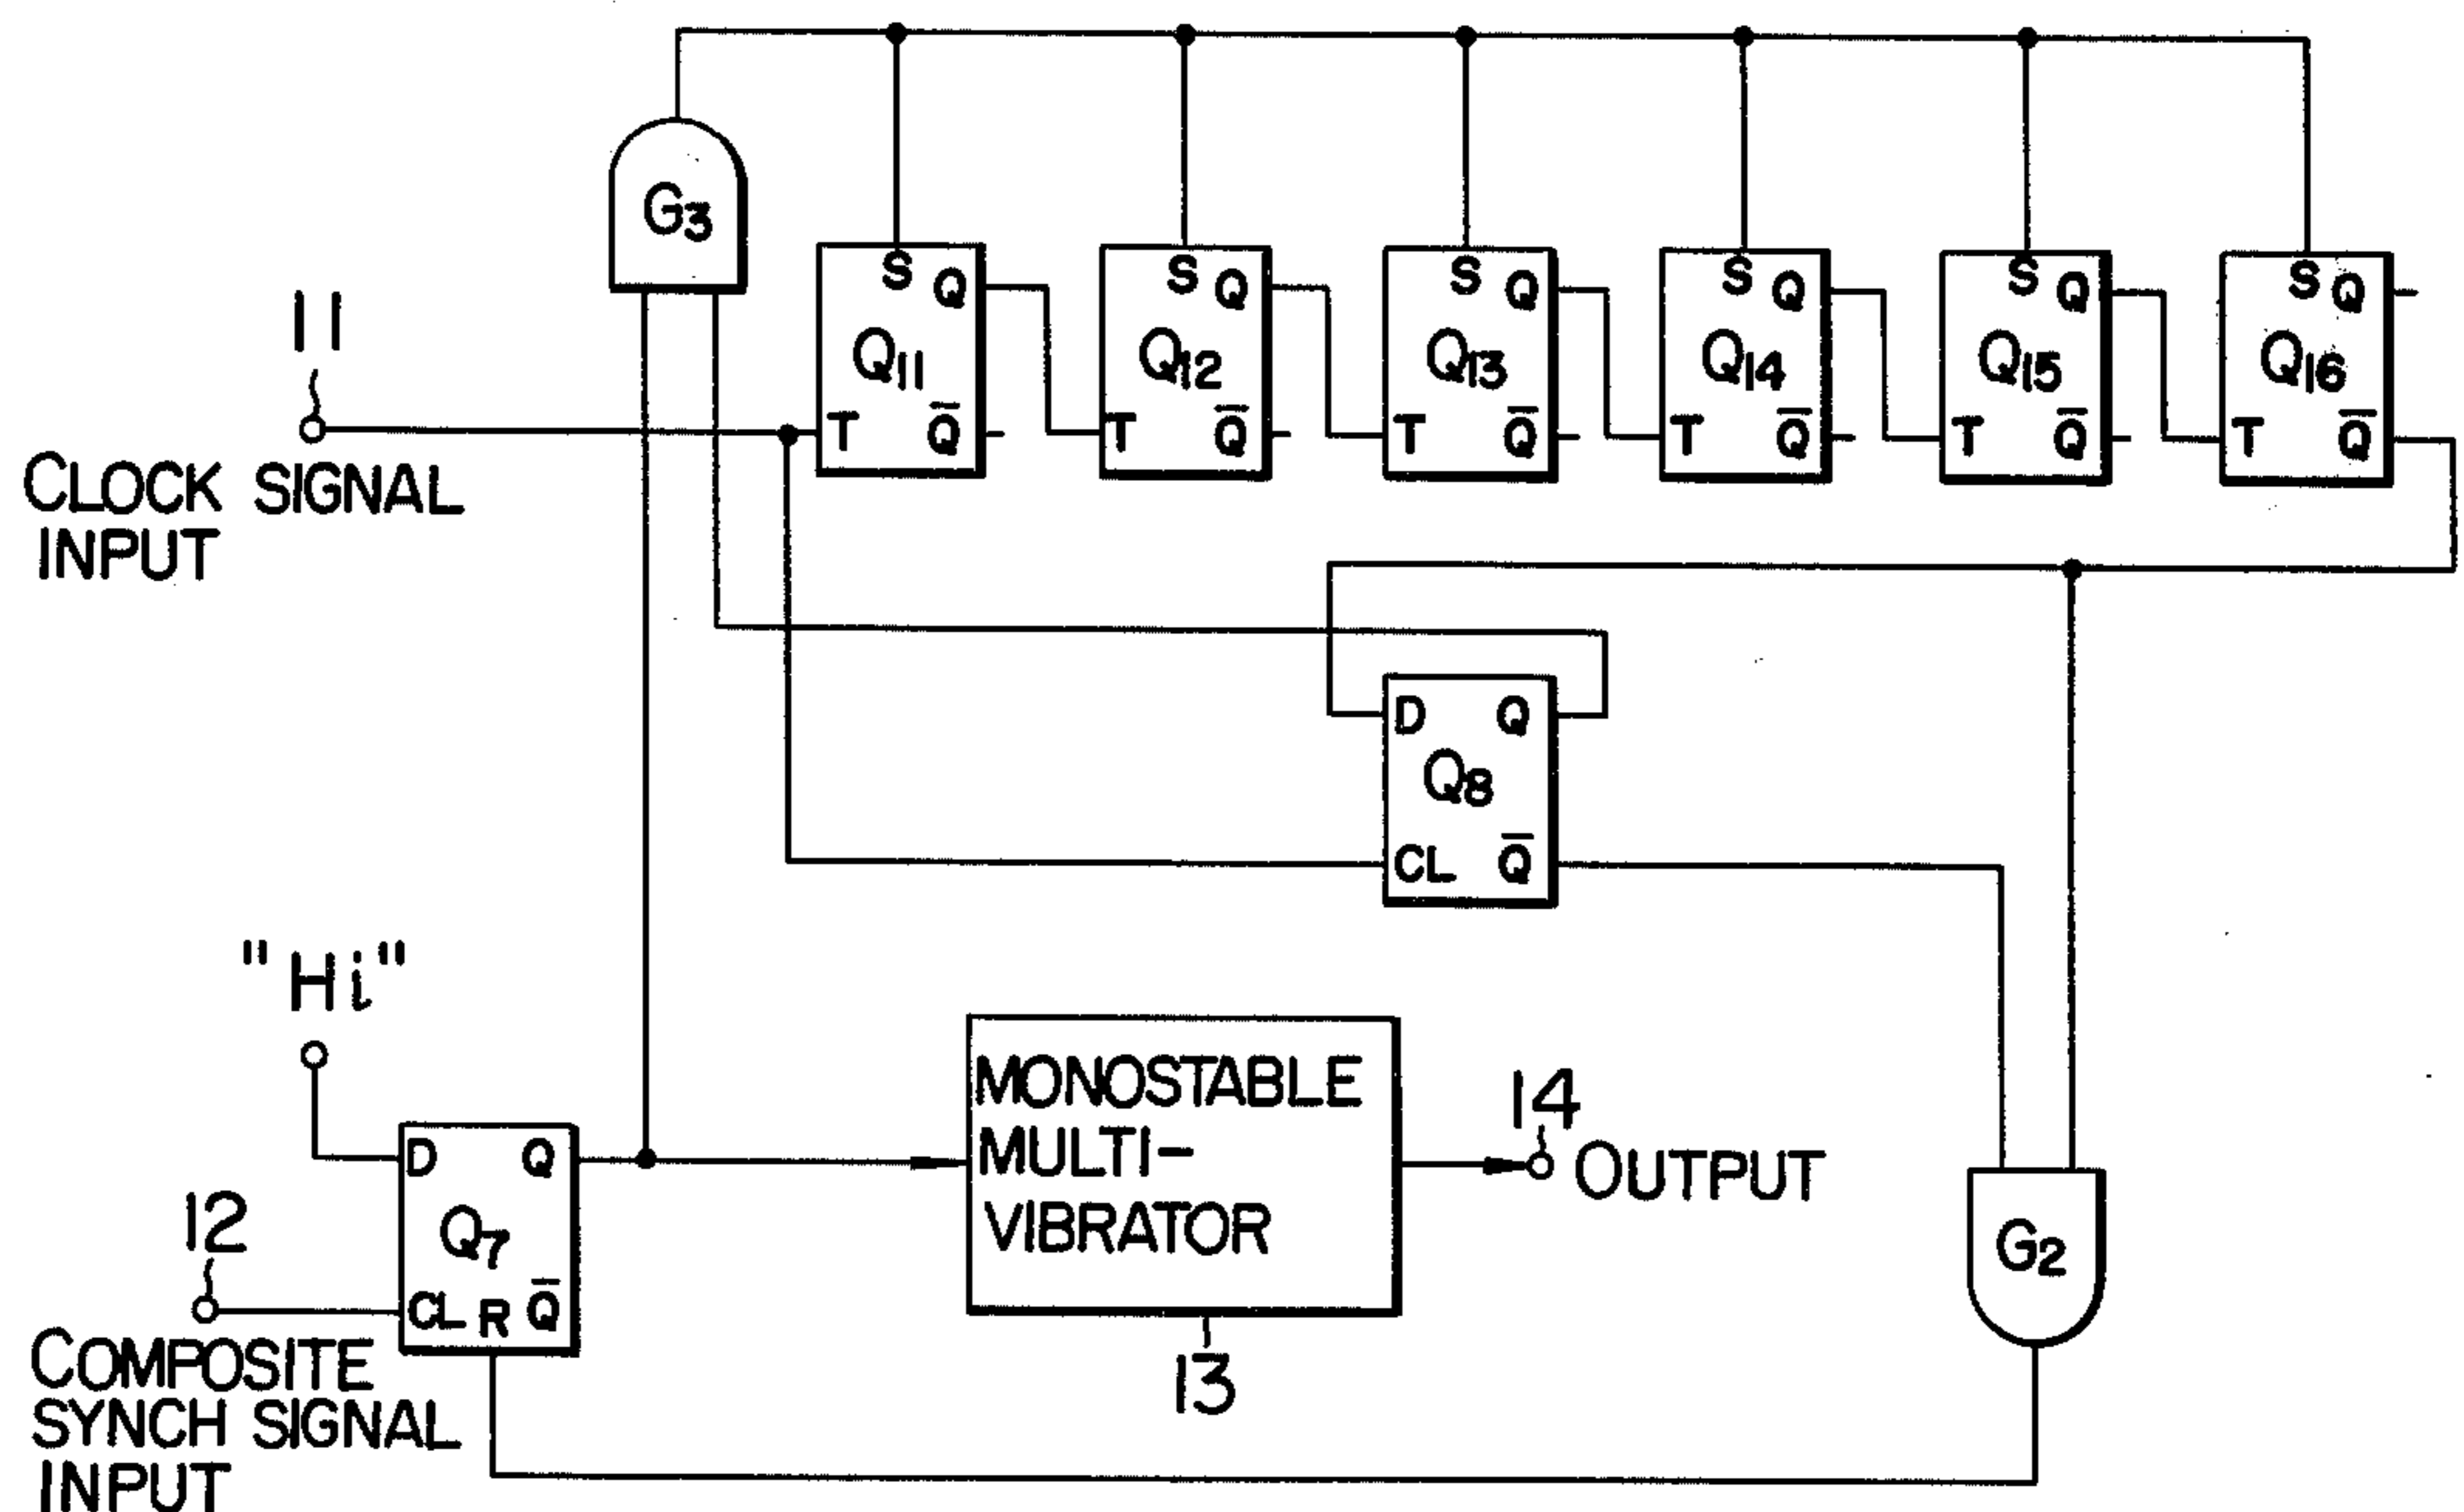 G3
11
CLOCK SIGNAL
INPUT
S Q
Q11
T Q̅
S Q
Q12
T Q̅
S Q
Q13
T Q̅
S Q
Q14
T Q̅
S Q
Q15
T Q̅
S Q
Q16
T Q̅
D Q
Q8
CL Q̅
"Hi"
D Q
Q7
CL R Q̅
12
COMPOSITE
SYNCH SIGNAL
INPUT
MONOSTABLE
MULTI-
VIBRATOR
13
14
OUTPUT
G2